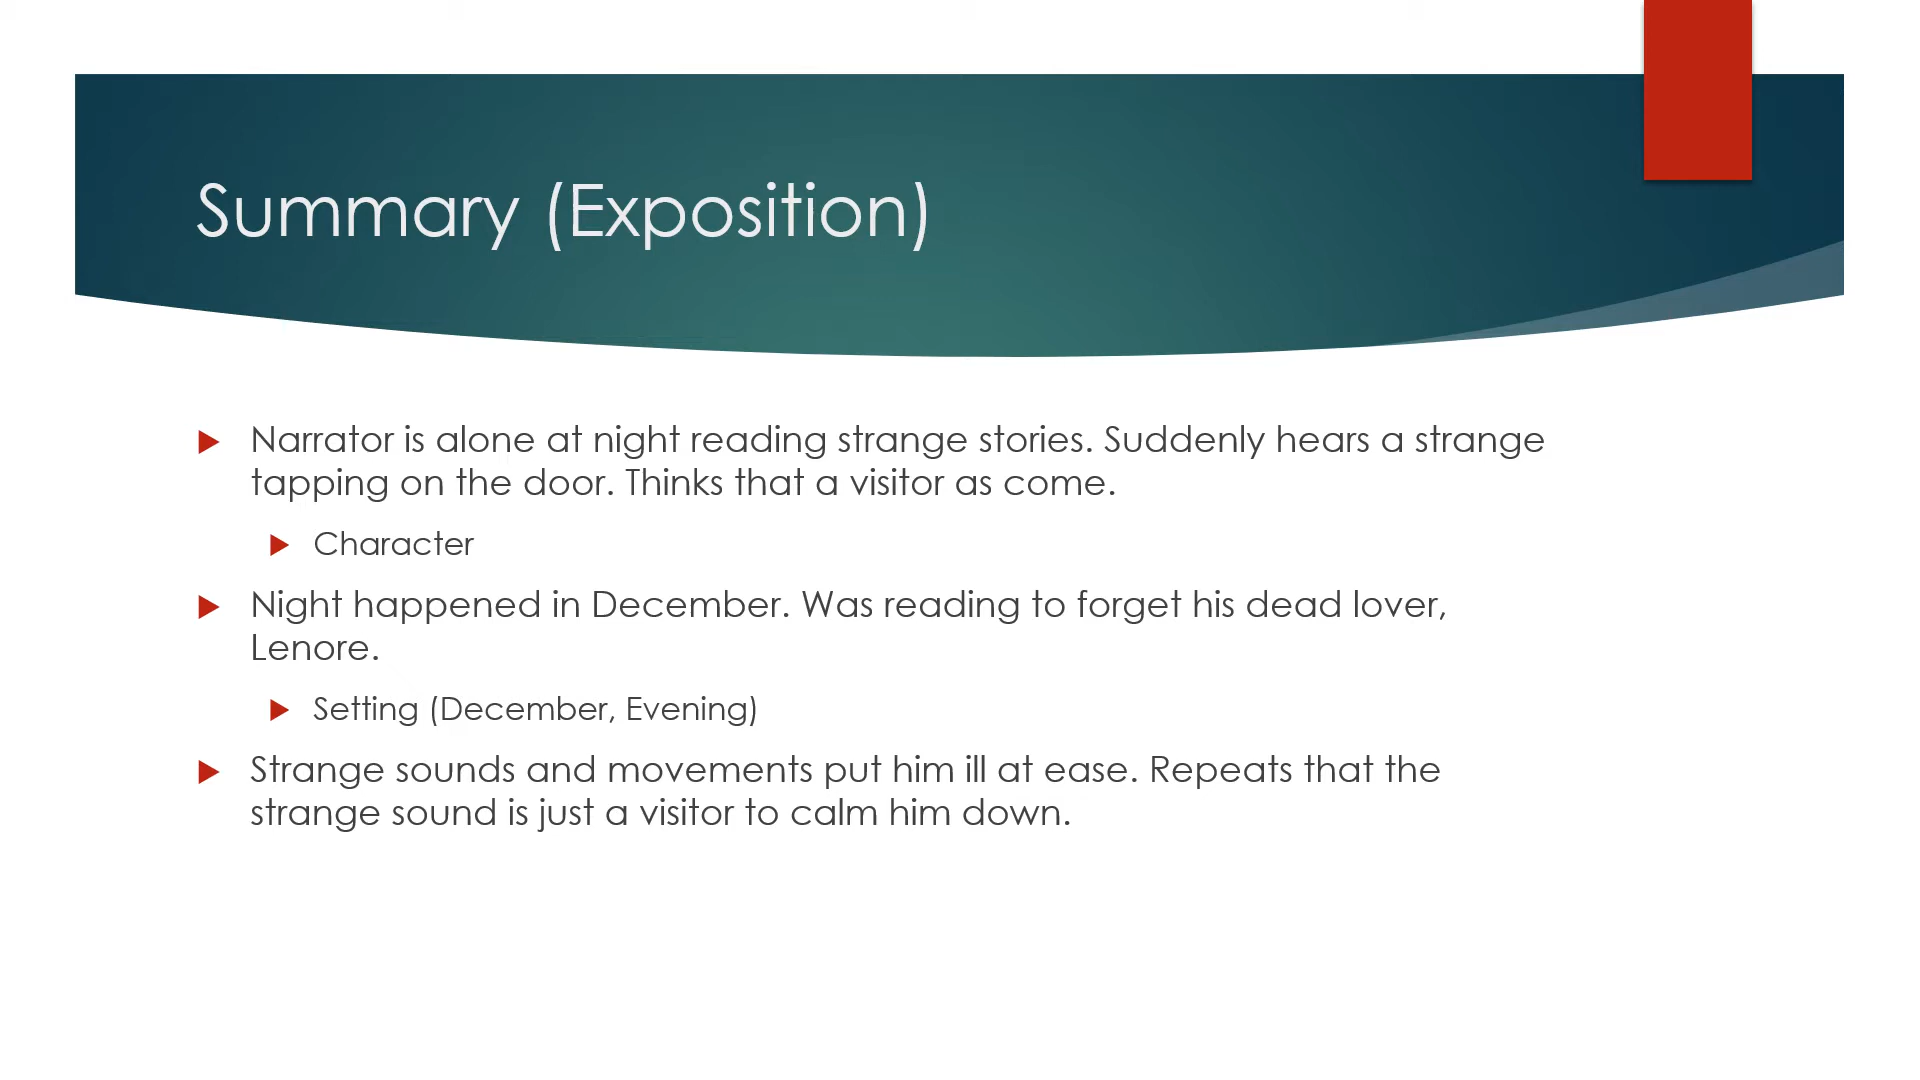 Summary (Exposition)
Narrator is alone at night reading strange stories. Suddenly hears a strange
tapping on the door. Thinks that a visitor as come.
Character
Night happened in December. Was reading to forget his dead lover,
Lenore.
Setting (December, Evening)
Strange sounds and movements put him ill at ease. Repeats that the
strange sound is just a visitor to calm him down.